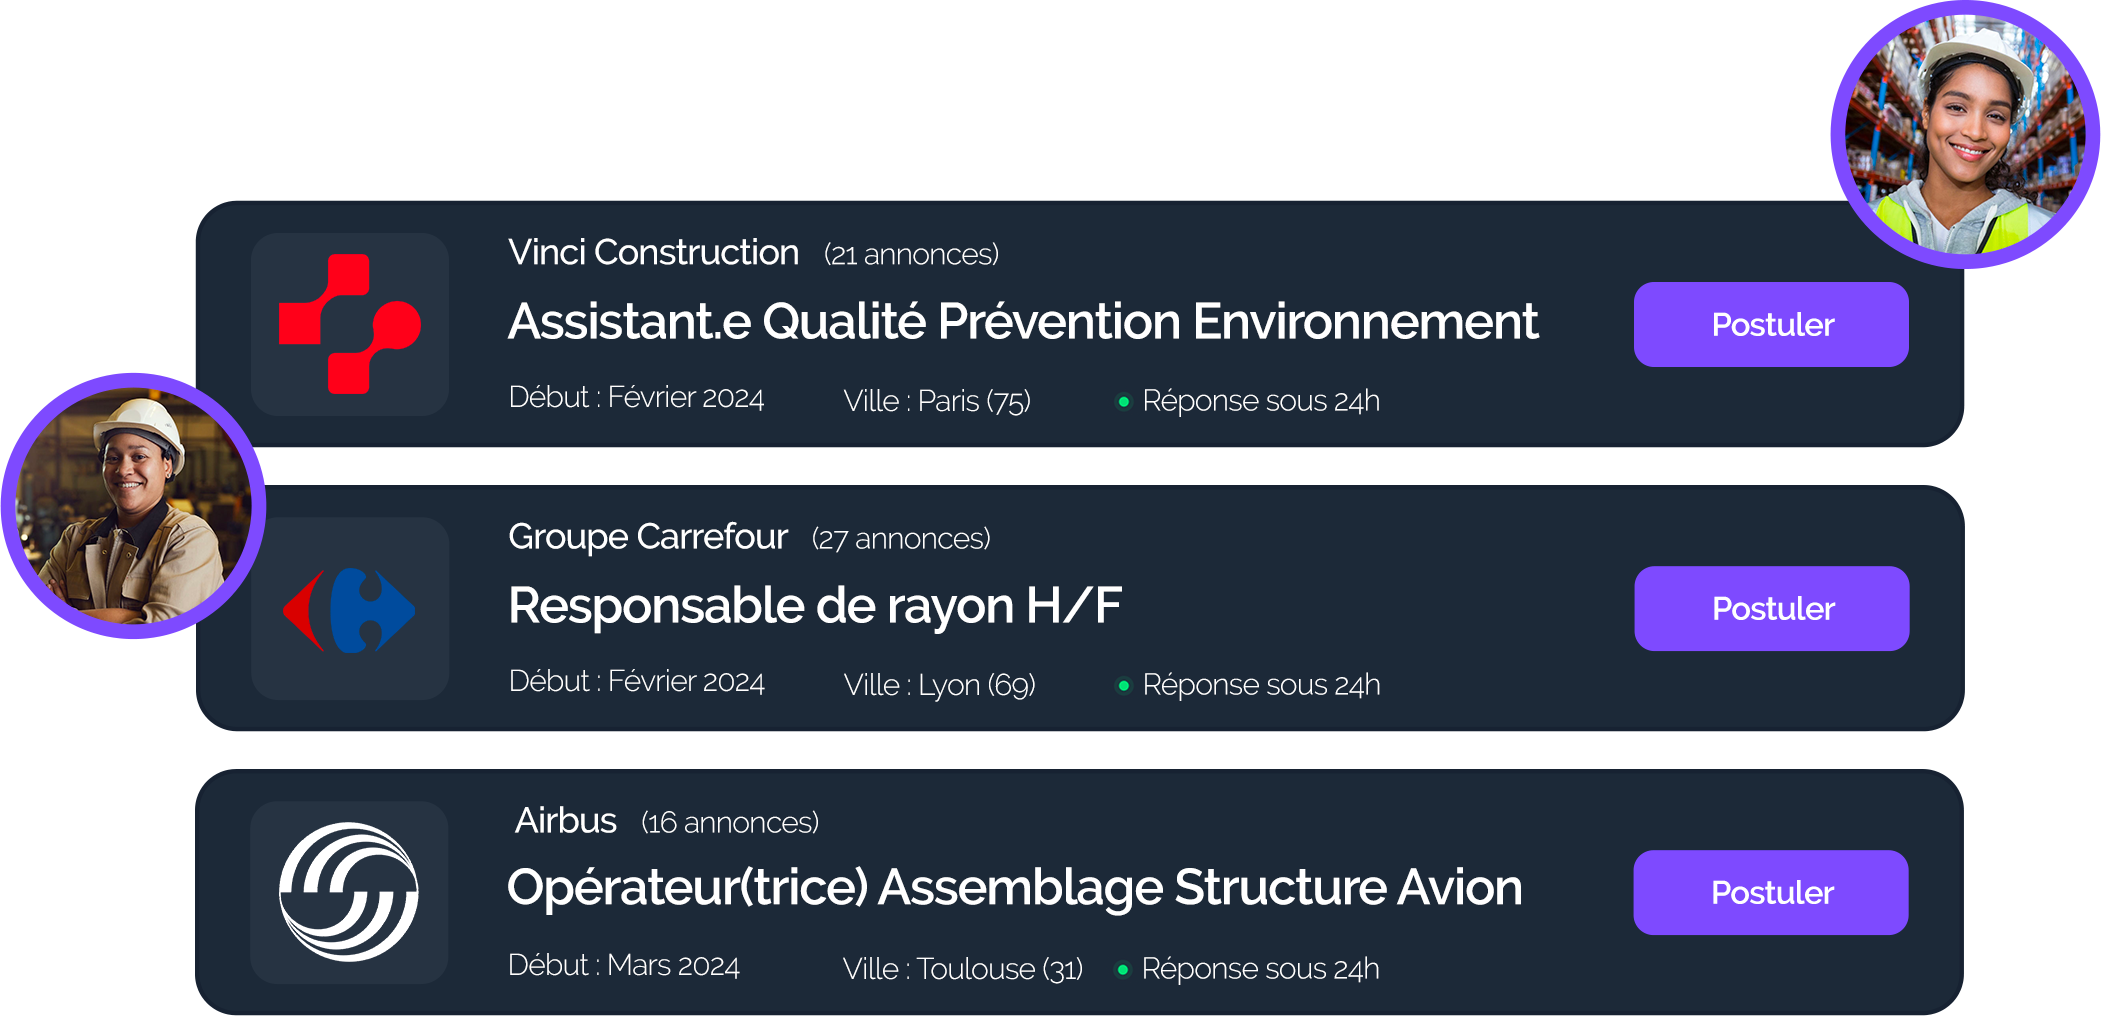 Vinci Construction (21 annonces)
Assistant.e Qualité Prévention Environnement
Postuler
Début : Février 2024 Ville : Paris (75) Réponse sous 24h
Groupe Carrefour (27 annonces)
Responsable de rayon H/F
Postuler
Début : Février 2024 Ville : Lyon (69) Réponse sous 24h
Airbus (16 annonces)
Opérateur(trice) Assemblage Structure Avion
Postuler
Début : Mars 2024 Ville : Toulouse (31) Réponse sous 24h